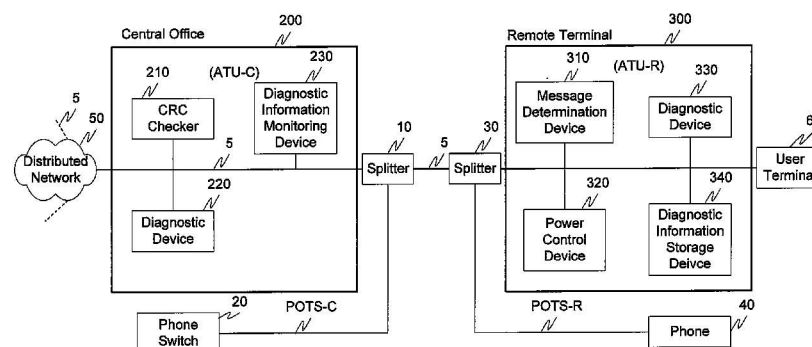 200
Central Office
210
(ATU-C)
230
CRC
Checker
Diagnostic
Information
Monitoring
Device
5
50
Distributed
Network
5
220
Diagnostic
Device
10
Splitter
5
30
Splitter
Remote Terminal
300
310
(ATU-R)
330
Message
Determination
Device
Diagnostic
Device
320
340
Power
Control
Device
Diagnostic
Information
Storage
Deivce
User
Terminal
20
Phone
Switch
POTS-C
POTS-R
40
Phone